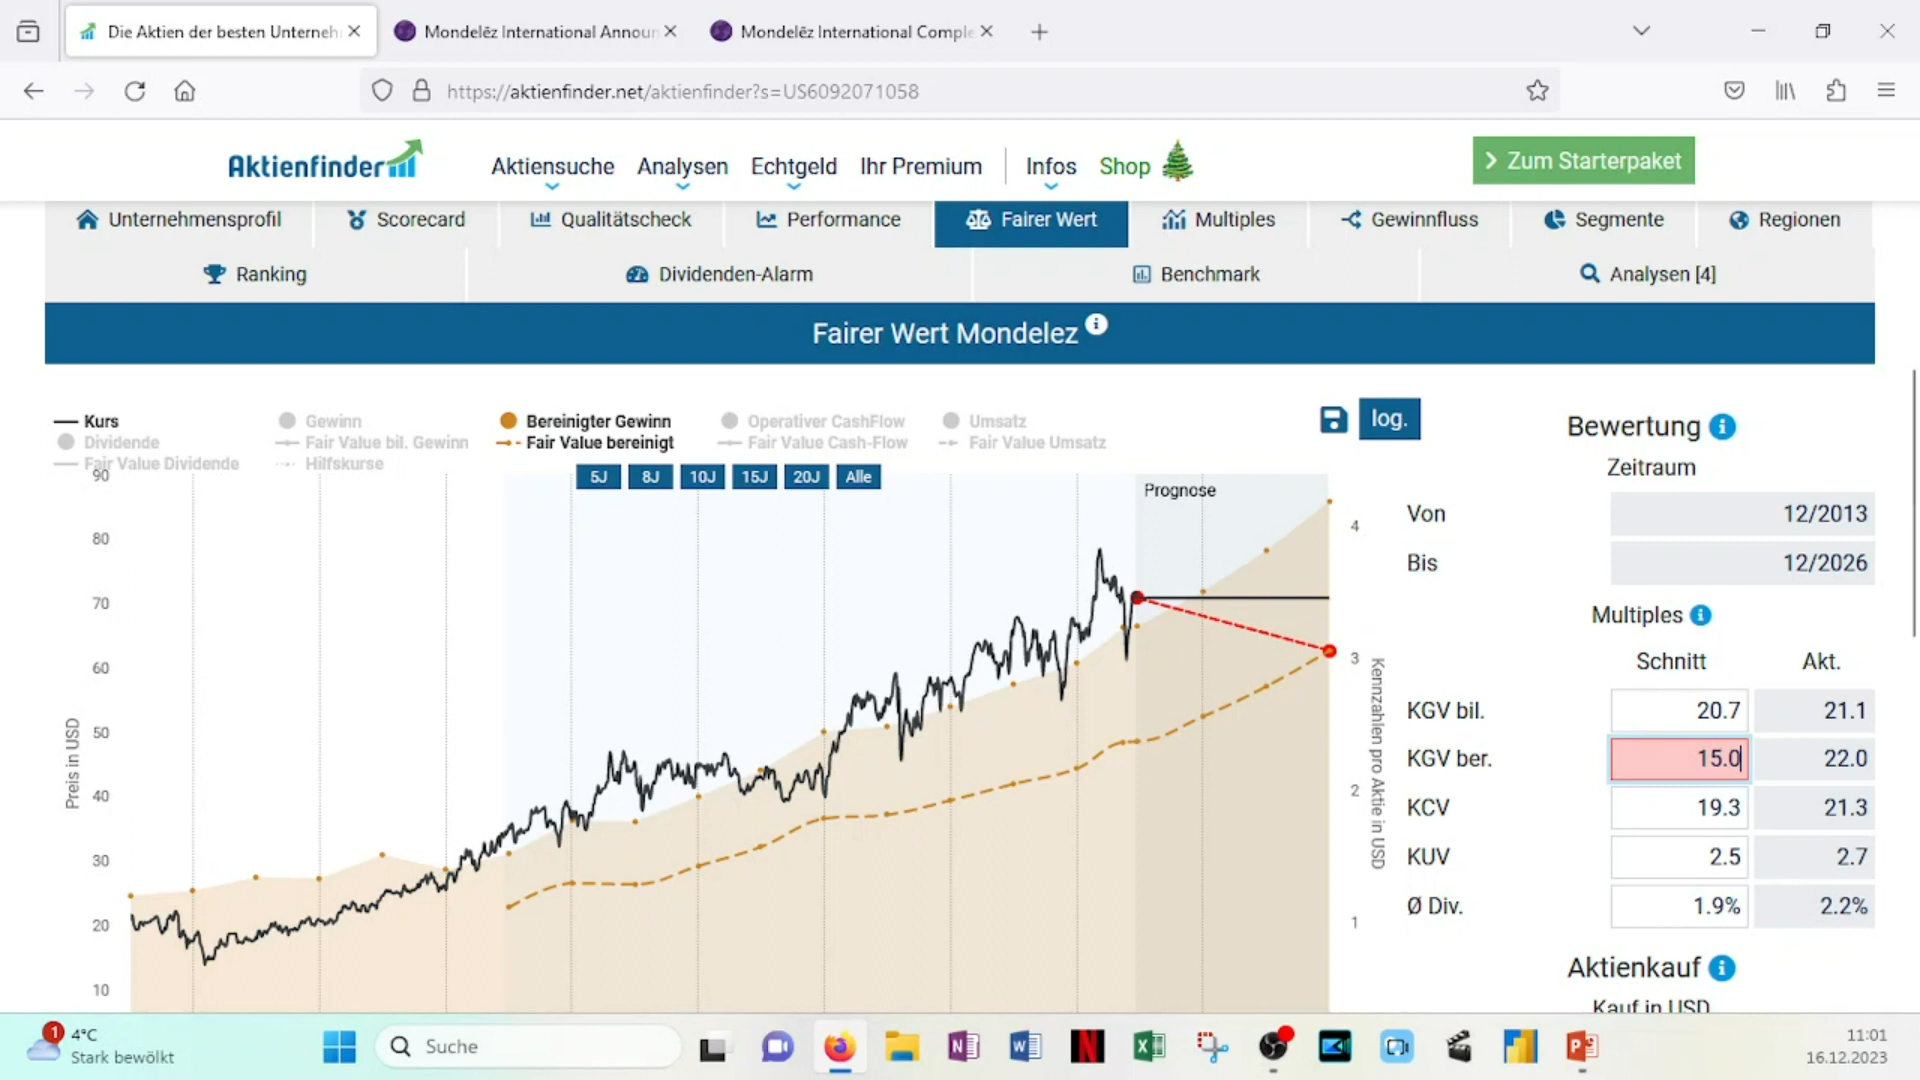 Die Aktien der besten Unterneh
Mondelēz International Announ
Mondelēz International Comple
https://aktienfinder.net/aktienfinder?s=US6092071058
Aktienfinder
Aktiensuche
Analysen
Echtgeld
Ihr Premium
Infos
Shop
Zum Starterpaket
Unternehmensprofil
Scorecard
Qualitätscheck
Performance
Fairer Wert
Multiples
Gewinnfluss
Segmente
Regionen
Ranking
Dividenden-Alarm
Benchmark
Analysen [4]
Fairer Wert Mondelez
Kurs
Gewinn
Bereinigter Gewinn
Operativer CashFlow
Umsatz
Dividende
Fair Value bil. Gewinn
Fair Value bereinigt
Fair Value Cash-Flow
Fair Value Umsatz
Fair Value Dividende
Hilfskurse
log.
5J
8J
10J
15J
20J
Alle
Prognose
90
80
70
60
50
40
30
20
10
Preis in USD
4
3
2
1
Kennzahlen pro Aktie in USD
Bewertung
Zeitraum
Von 12/2013
Bis 12/2026
Multiples
Schnitt Akt.
KGV bil. 20.7 21.1
KGV ber. 15.0 22.0
KCV 19.3 21.3
KUV 2.5 2.7
Ø Div. 1.9% 2.2%
Aktienkauf
Kauf in USD
1
4°C
Stark bewölkt
Suche
11:01
16.12.2023